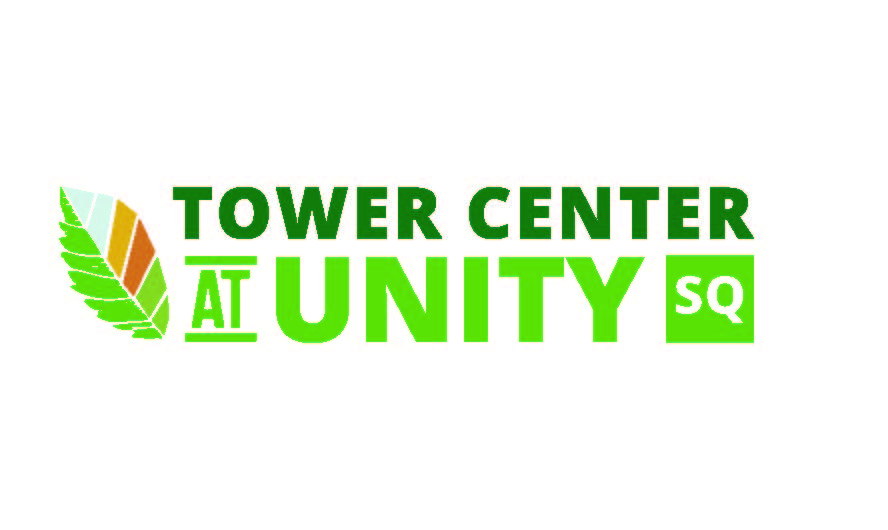 TOWER CENTER
AT UNITY SQ